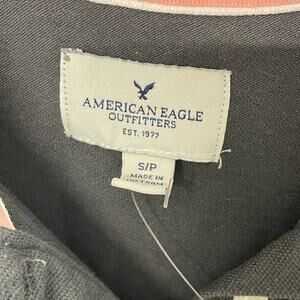 AMERICAN EAGLE
OUTFITTERS
EST. 1977
S/P
MADE IN
VIETNAM